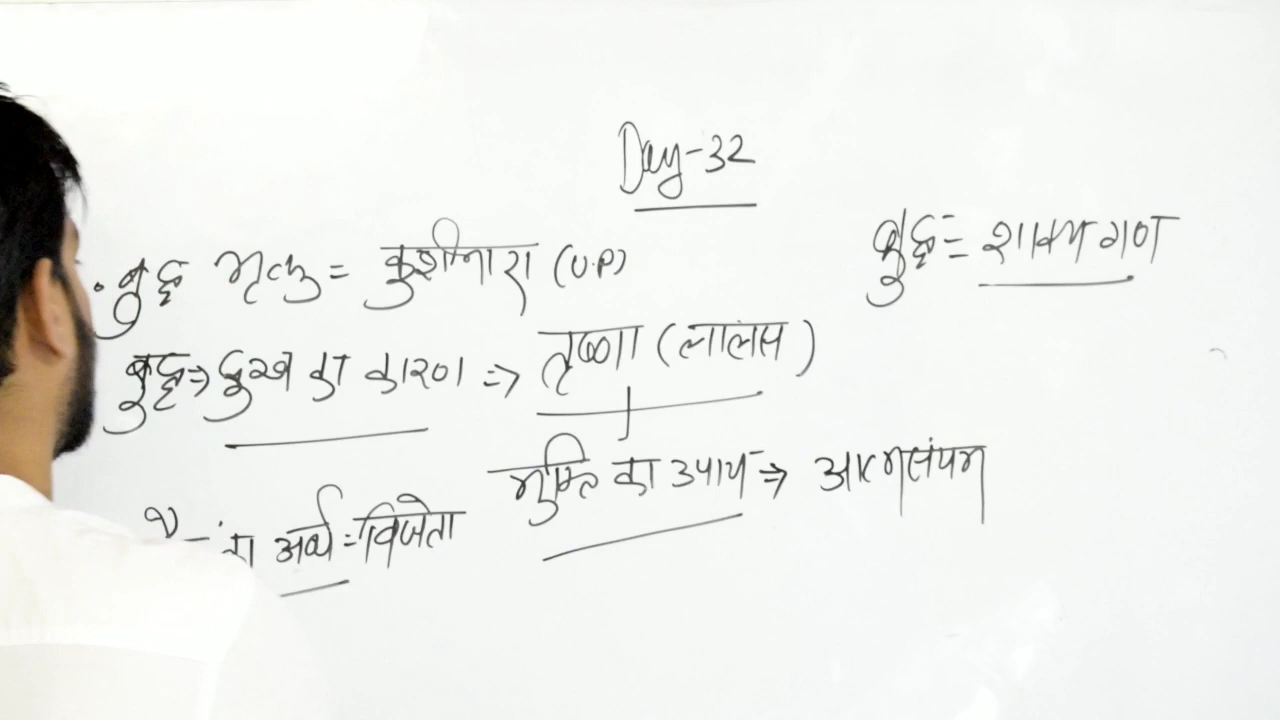 Day-32
बुद्ध = शाक्य गण
• बुद्ध मृत्यु = कुशीनारा (U.P)
बुद्ध ⇒ दुख का कारण ⇒ तृष्णा (लालस)
मुक्ति का उपाय ⇒ आत्मसंयम
अर्थ = विजेता